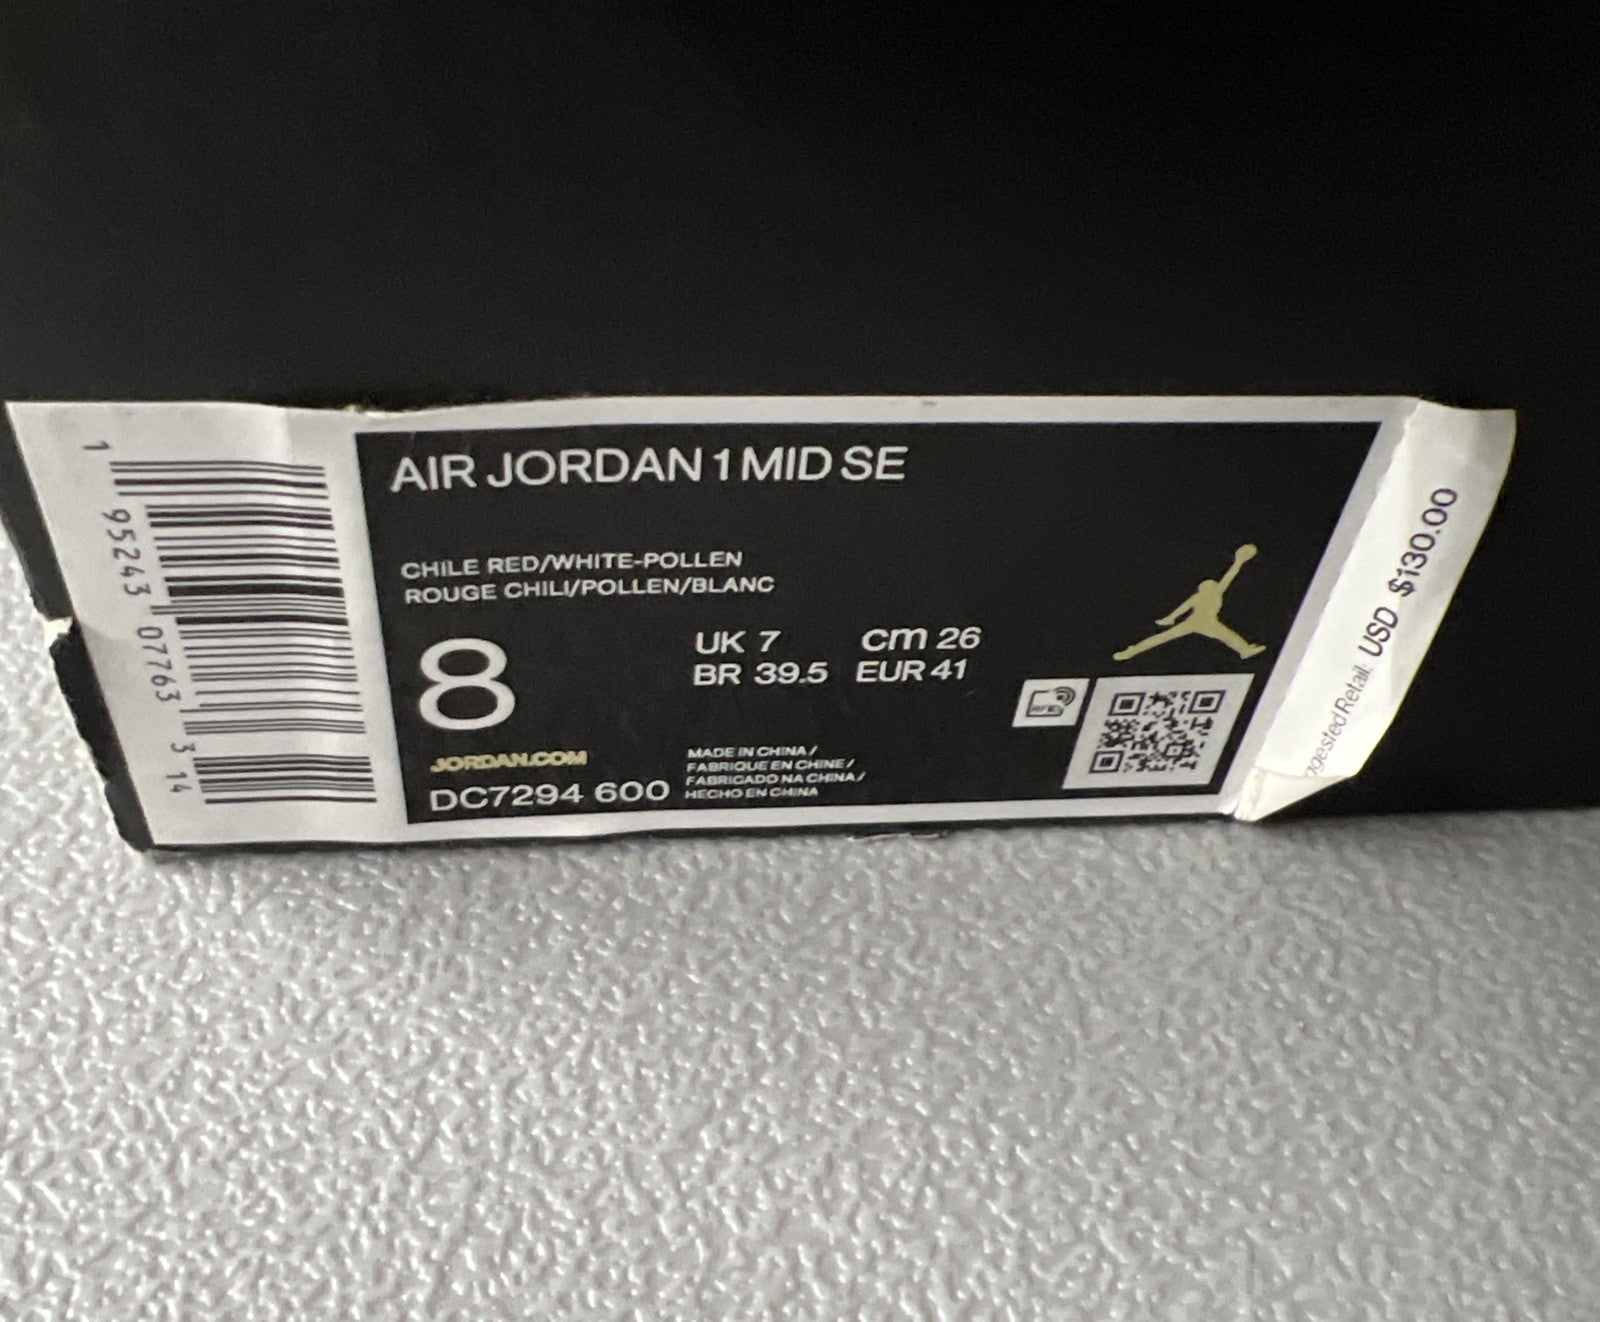 AIR JORDAN 1 MID SE
CHILE RED/WHITE-POLLEN
ROUGE CHILI/POLLEN/BLANC
8
UK 7 cm 26
BR 39.5 EUR 41
JORDAN.COM
DC7294 600
MADE IN CHINA/
FABRIQUE EN CHINE/
FABRICADO NA CHINA/
HECHO EN CHINA
1 95243 07763 3 14
RFID
Retail: USD $130.00